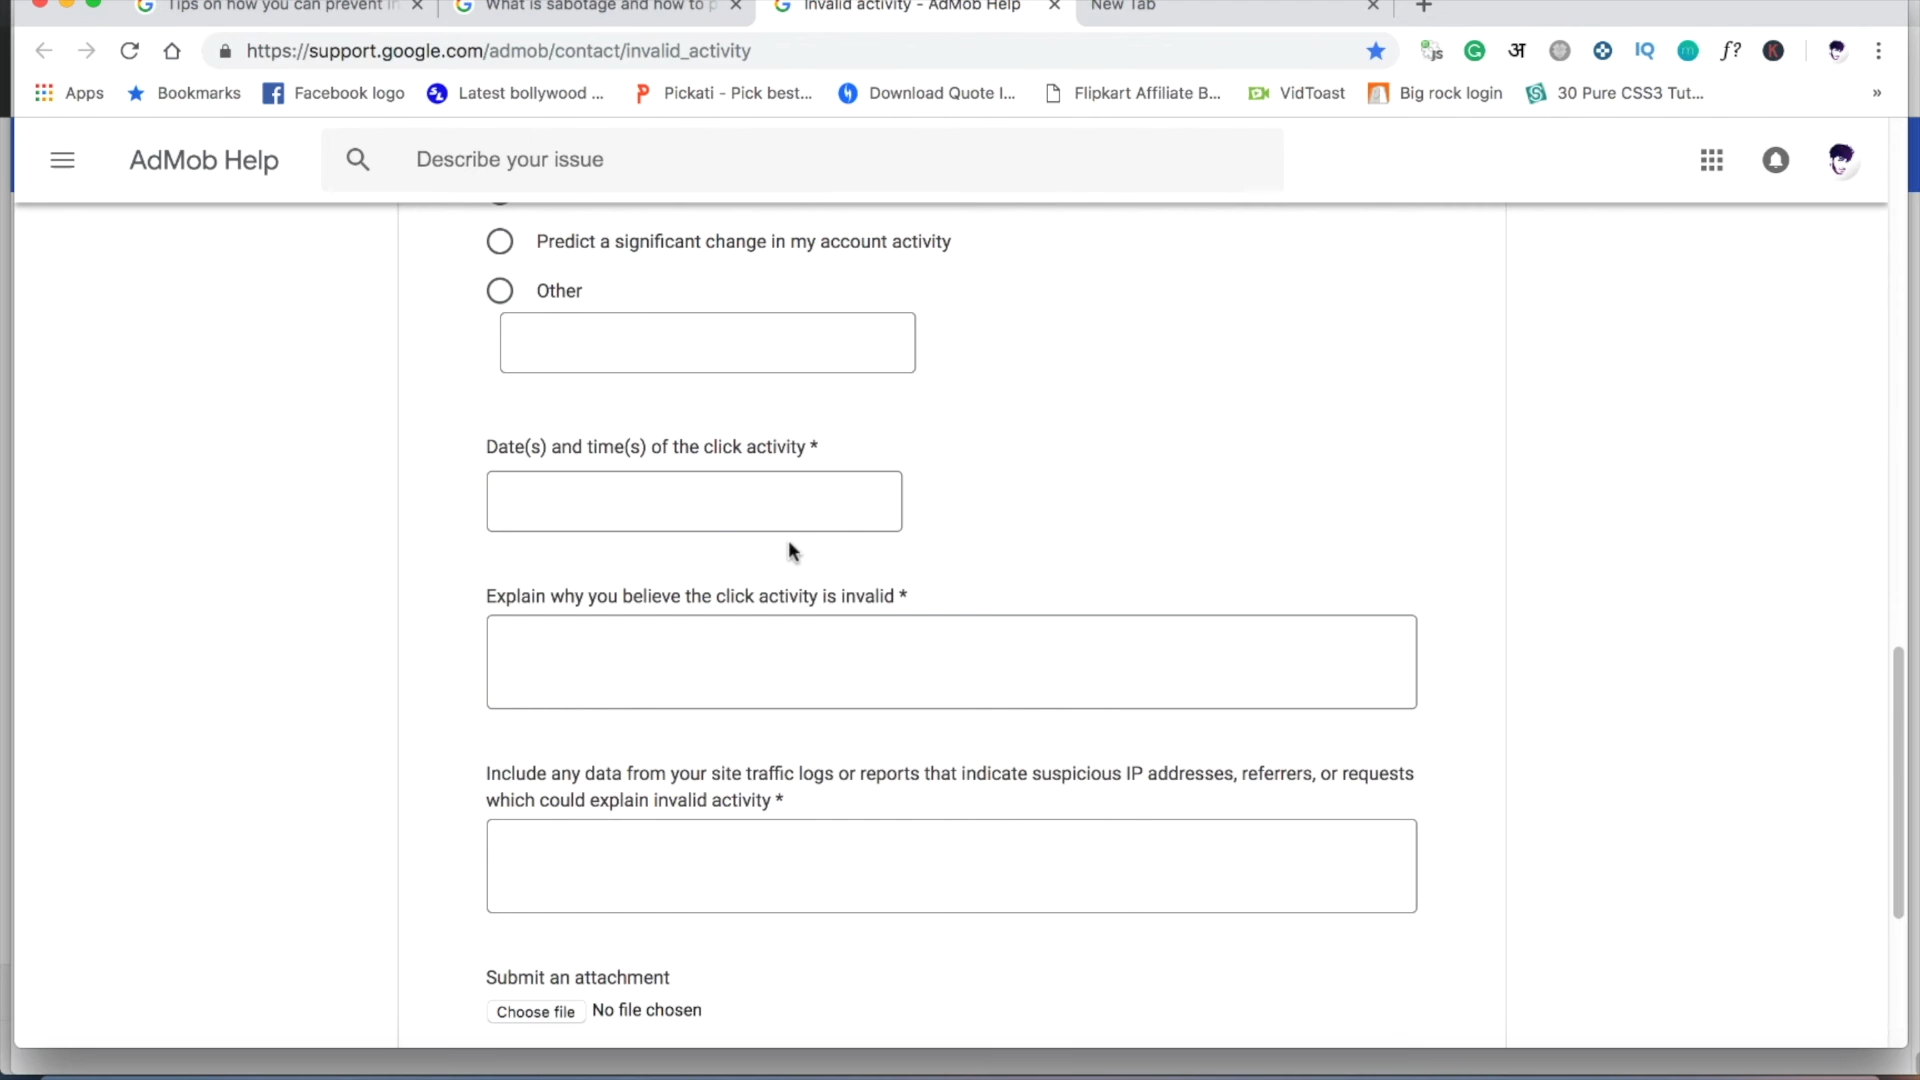 Tips on how you can prevent in
What is sabotage and how to p
Invalid activity - AdMob Help
New Tab
https://support.google.com/admob/contact/invalid_activity
js
G
अ
IQ
m
f?
K
Apps
Bookmarks
Facebook logo
Latest bollywood ...
Pickati - Pick best...
Download Quote I...
Flipkart Affiliate B...
VidToast
Big rock login
30 Pure CSS3 Tut...
»
AdMob Help
Describe your issue
Predict a significant change in my account activity
Other
Date(s) and time(s) of the click activity *
Explain why you believe the click activity is invalid *
Include any data from your site traffic logs or reports that indicate suspicious IP addresses, referrers, or requests
which could explain invalid activity *
Submit an attachment
Choose file No file chosen